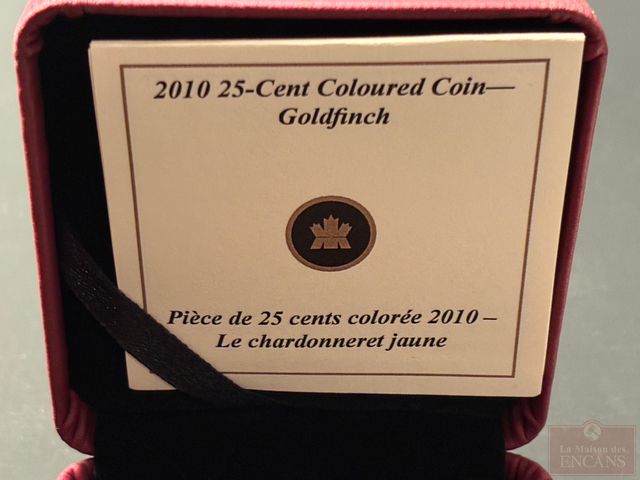 2010 25-Cent Coloured Coin—
Goldfinch
Pièce de 25 cents colorée 2010 –
Le chardonneret jaune
La Maison des
ENCANS